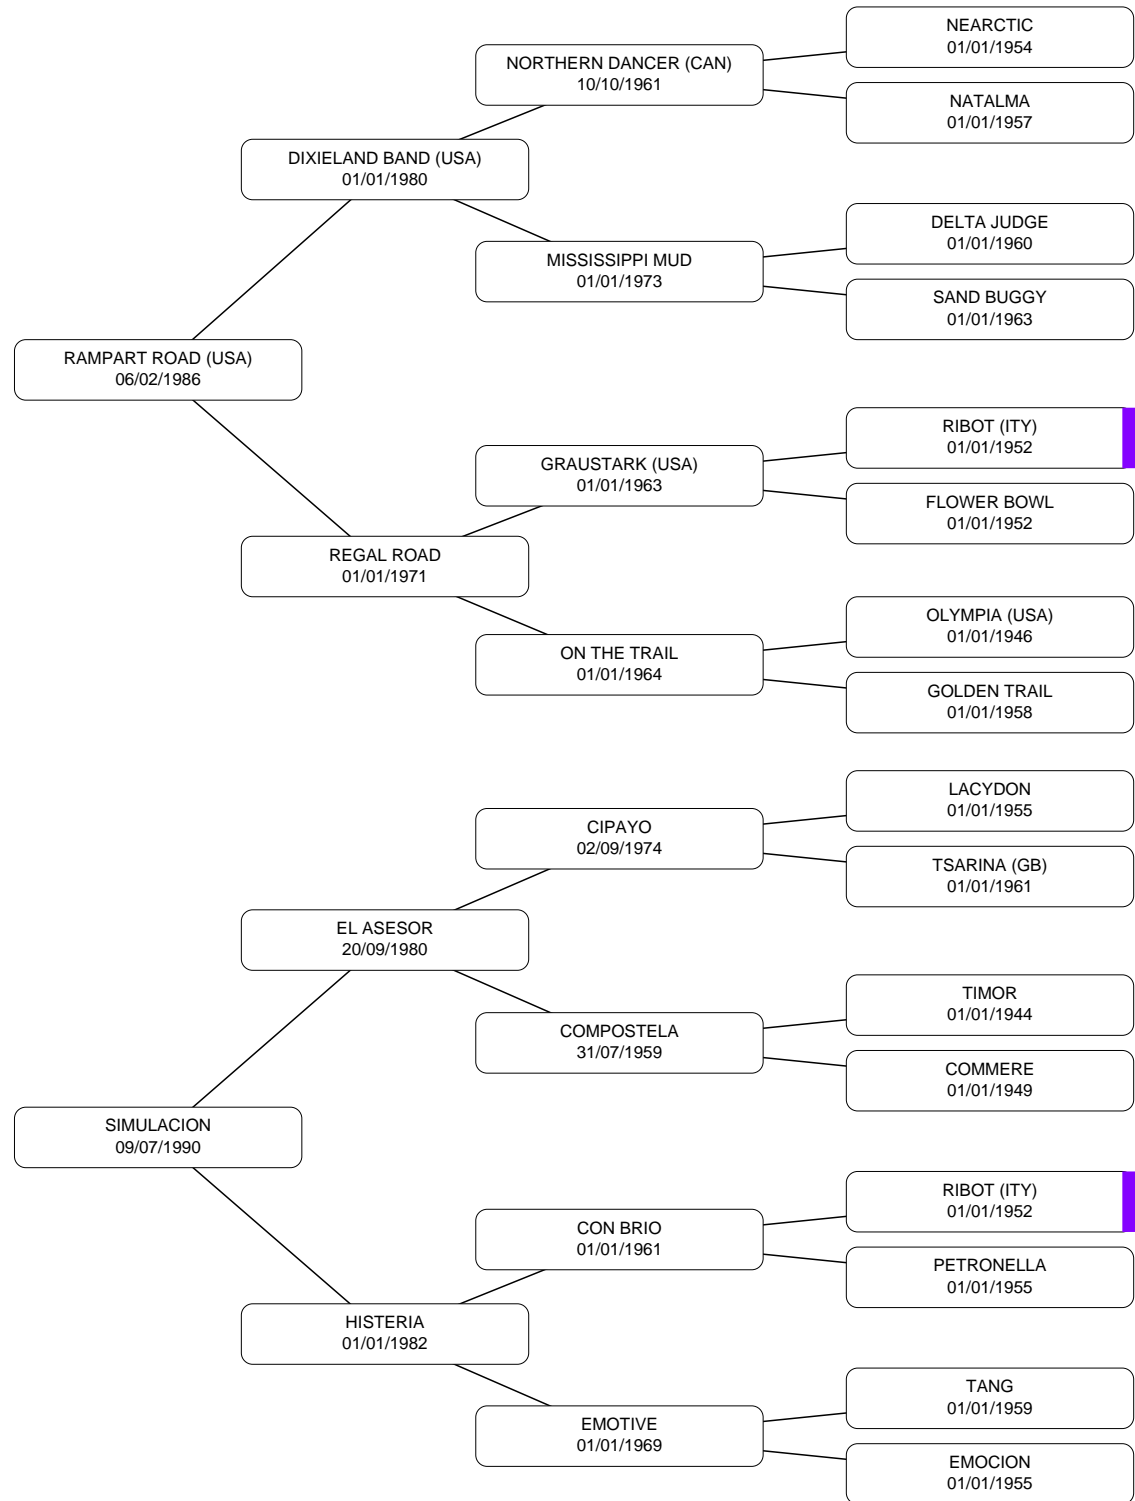 NEARCTIC
01/01/1954
NORTHERN DANCER (CAN)
10/10/1961
NATALMA
01/01/1957
DIXIELAND BAND (USA)
01/01/1980
DELTA JUDGE
01/01/1960
MISSISSIPPI MUD
01/01/1973
SAND BUGGY
01/01/1963
RAMPART ROAD (USA)
06/02/1986
RIBOT (ITY)
01/01/1952
GRAUSTARK (USA)
01/01/1963
FLOWER BOWL
01/01/1952
REGAL ROAD
01/01/1971
OLYMPIA (USA)
01/01/1946
ON THE TRAIL
01/01/1964
GOLDEN TRAIL
01/01/1958
LACYDON
01/01/1955
CIPAYO
02/09/1974
TSARINA (GB)
01/01/1961
EL ASESOR
20/09/1980
TIMOR
01/01/1944
COMPOSTELA
31/07/1959
COMMERE
01/01/1949
SIMULACION
09/07/1990
RIBOT (ITY)
01/01/1952
CON BRIO
01/01/1961
PETRONELLA
01/01/1955
HISTERIA
01/01/1982
TANG
01/01/1959
EMOTIVE
01/01/1969
EMOCION
01/01/1955